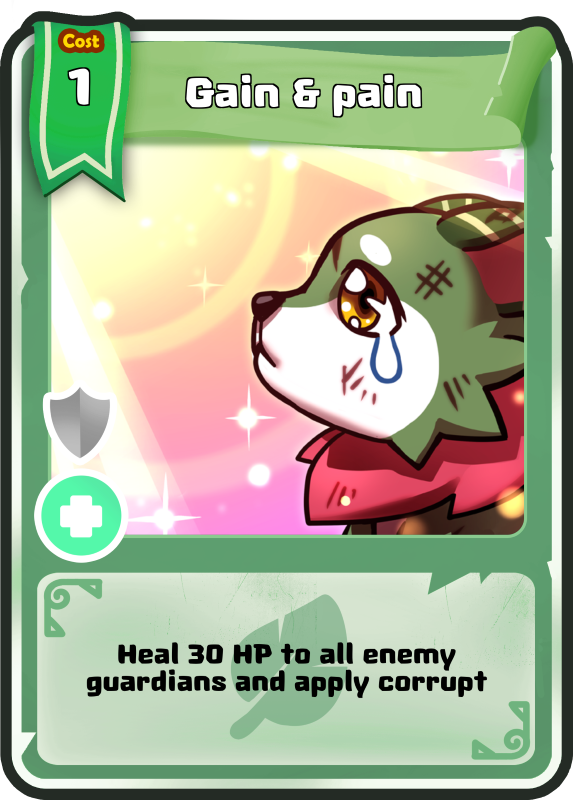 Cost
1
Gain & pain
Heal 30 HP to all enemy
guardians and apply corrupt